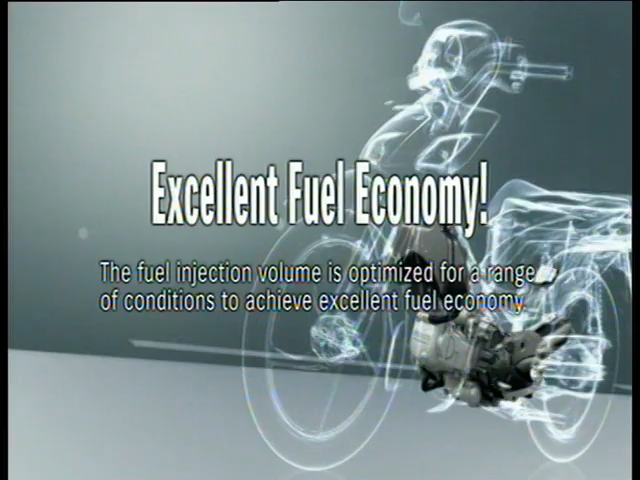 Excellent Fuel Economy!
The fuel injection volume is optimized for a range
of conditions to achieve excellent fuel economy.